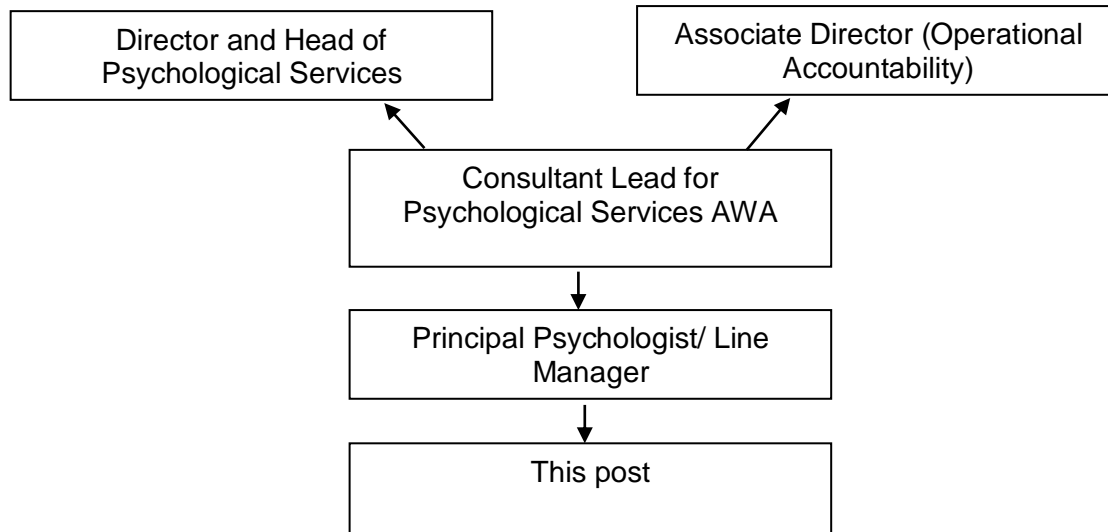 Director and Head of
Psychological Services
Associate Director (Operational
Accountability)
Consultant Lead for
Psychological Services AWA
Principal Psychologist/ Line
Manager
This post